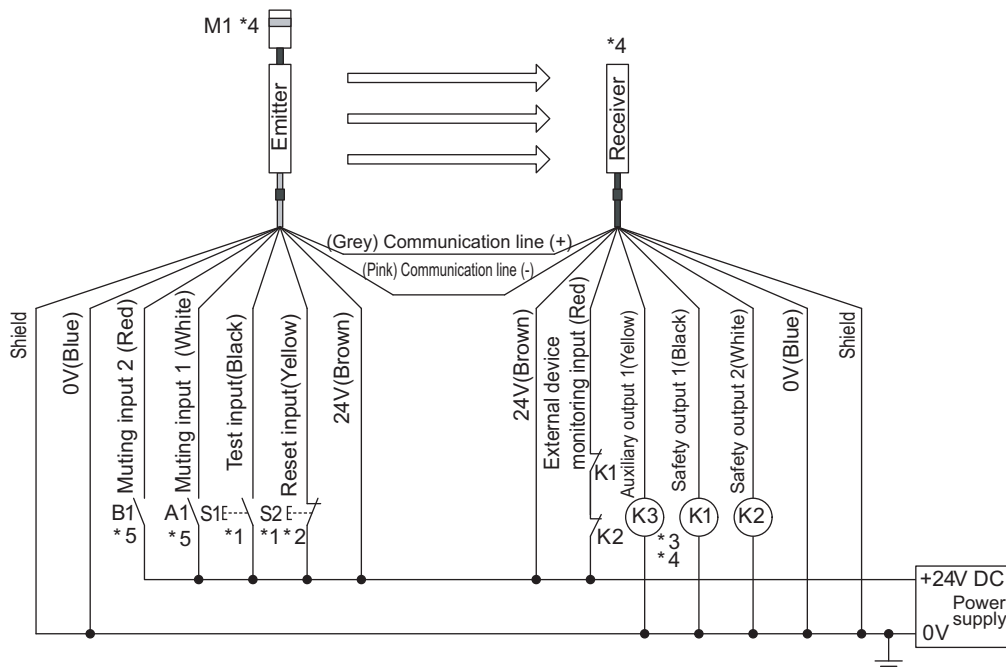 M1 *4
*4
Emitter
Receiver
(Grey) Communication line (+)
(Pink) Communication line (-)
Shield
0V(Blue)
Muting input 2 (Red)
Muting input 1 (White)
Test input(Black)
Reset input(Yellow)
24V(Brown)
24V(Brown)
External device
monitoring input (Red)
Auxiliary output 1(Yellow)
Safety output 1(Black)
Safety output 2(White)
0V(Blue)
Shield
K1
B1
*5
A1
*5
S1
*1
S2
*1 *2
K2
K3
*3
*4
K1
K2
+24V DC
Power
supply
0V